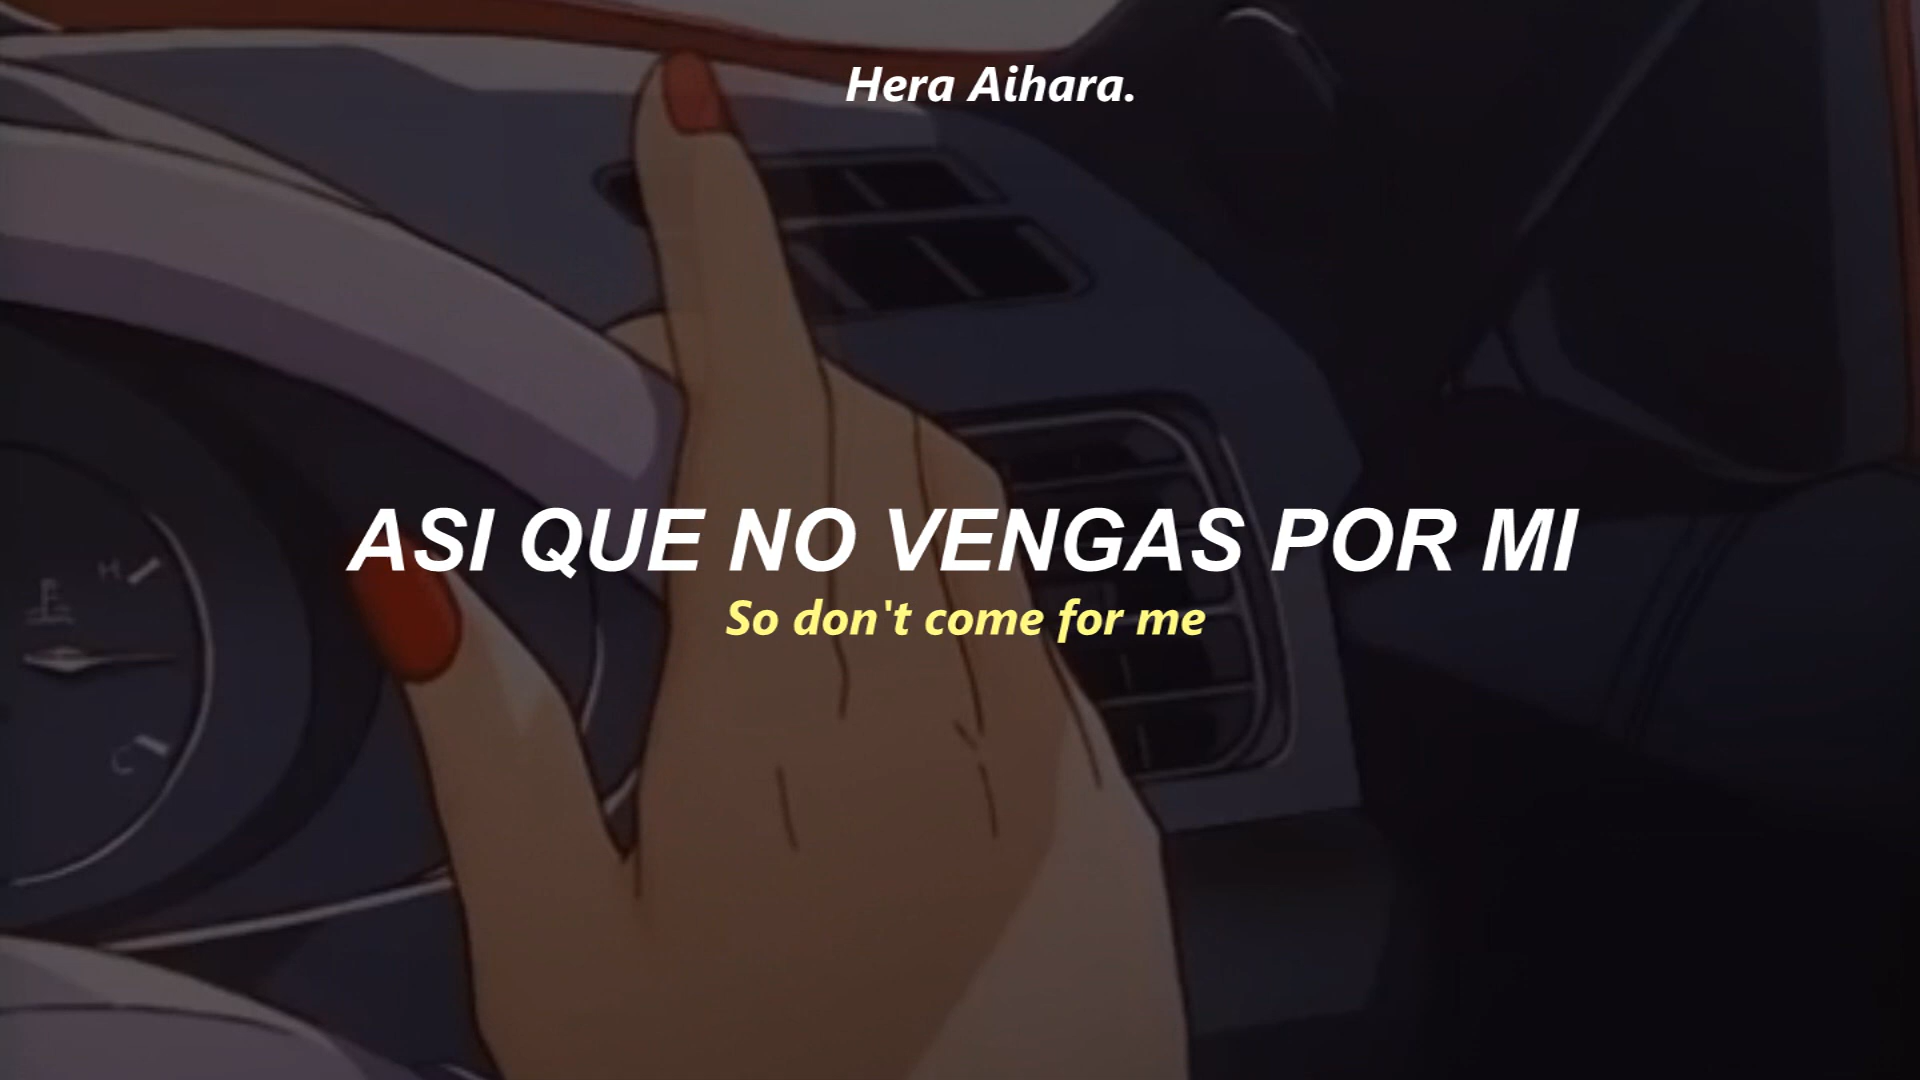 Hera Aihara.
ASI QUE NO VENGAS POR MI
So don't come for me
H
E
C